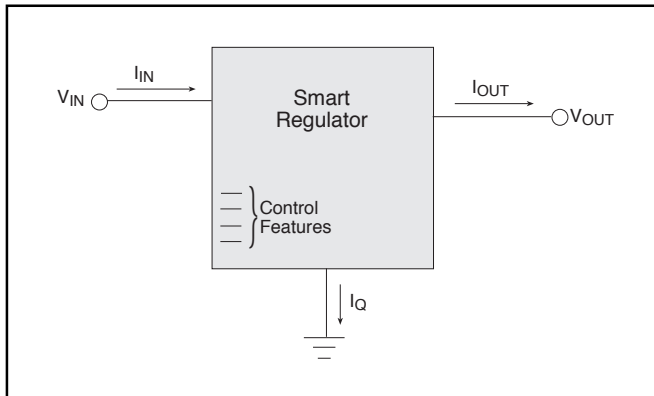 I_IN
V_IN
Smart
Regulator
I_OUT
V_OUT
Control
Features
I_Q